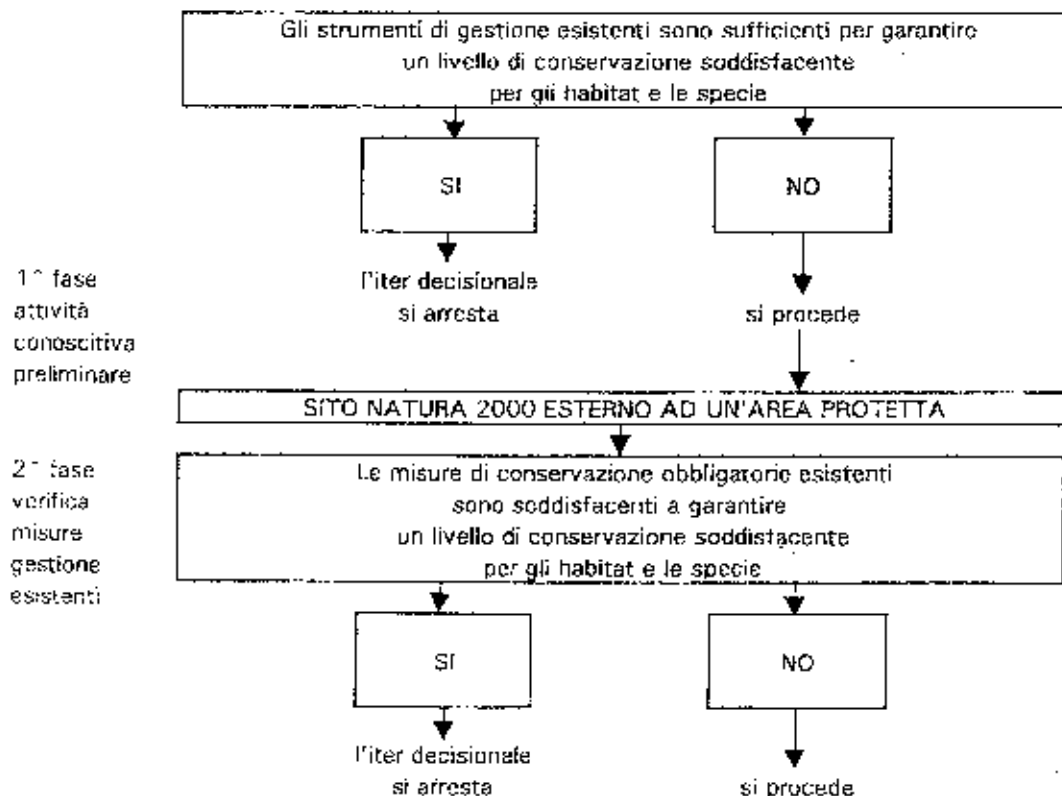 Gli strumenti di gestione esistenti sono sufficienti per garantire
un livello di conservazione soddisfacente
per gli habitat e le specie
SI
NO
l'iter decisionale
si arresta
si procede
1^ fase
attività
conoscitiva
preliminare
SITO NATURA 2000 ESTERNO AD UN'AREA PROTETTA
2^ fase
verifica
misure
gestione
esistenti
Le misure di conservazione obbligatorie esistenti
sono soddisfacenti a garantire
un livello di conservazione soddisfacente
per gli habitat e le specie
SI
NO
l'iter decisionale
si arresta
si procede